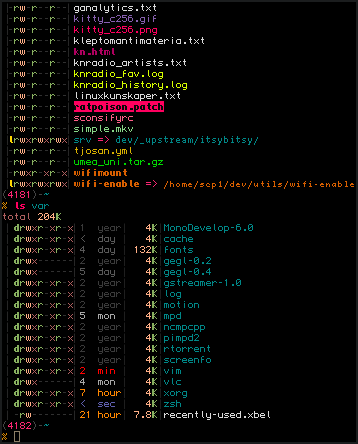 -rw-r--r-- ganalytics.txt
-rw-r--r-- kitty_c256.gif
-rw-r--r-- kitty_c256.png
-rw-r--r-- kleptomantimateria.txt
-rw-r--r-- kn.html
-rw-r--r-- knradio_artists.txt
-rw-r--r-- knradio_fav.log
-rw-r--r-- knradio_history.log
-rw-r--r-- linuxkunskaper.txt
-rw-r--r-- ratpoison.patch
-rw-r--r-- sconsifyrc
-rw-r--r-- simple.mkv
lrwxrwxrwx srv => dev/_upstream/itsybitsy/
-rw-r--r-- tjosan.yml
-rw-r--r-- umea_uni.tar.gz
-rwxr-xr-x wifimount
lrwxrwxrwx wifi-enable => /home/scp1/dev/utils/wifi-enable
(4181)-~
% ls var
total 204K
drwxr-xr-x 1 year 4K MonoDevelop-6.0
drwxr-xr-x < day 4K cache
drwxr-xr-x 4 day 132K fonts
drwxr-xr-x 2 year 4K gegl-0.2
drwx------ 5 day 4K gegl-0.4
drwxr-xr-x 2 year 4K gstreamer-1.0
drwxr-xr-x 2 year 4K log
drwxr-xr-x 2 year 4K motion
drwxr-xr-x 5 mon 4K mpd
drwxr-xr-x 2 year 4K ncmpcpp
drwxr-xr-x 2 year 4K pimpd2
drwxr-xr-x 2 year 4K rtorrent
drwxr-xr-x 2 year 4K screenfo
drwx------ 2 min 4K vim
drwx------ 4 mon 4K vlc
drwxr-xr-x 7 hour 4K xorg
drwxr-xr-x < sec 4K zsh
-rw------- 21 hour 7.8K recently-used.xbel
(4182)-~
%